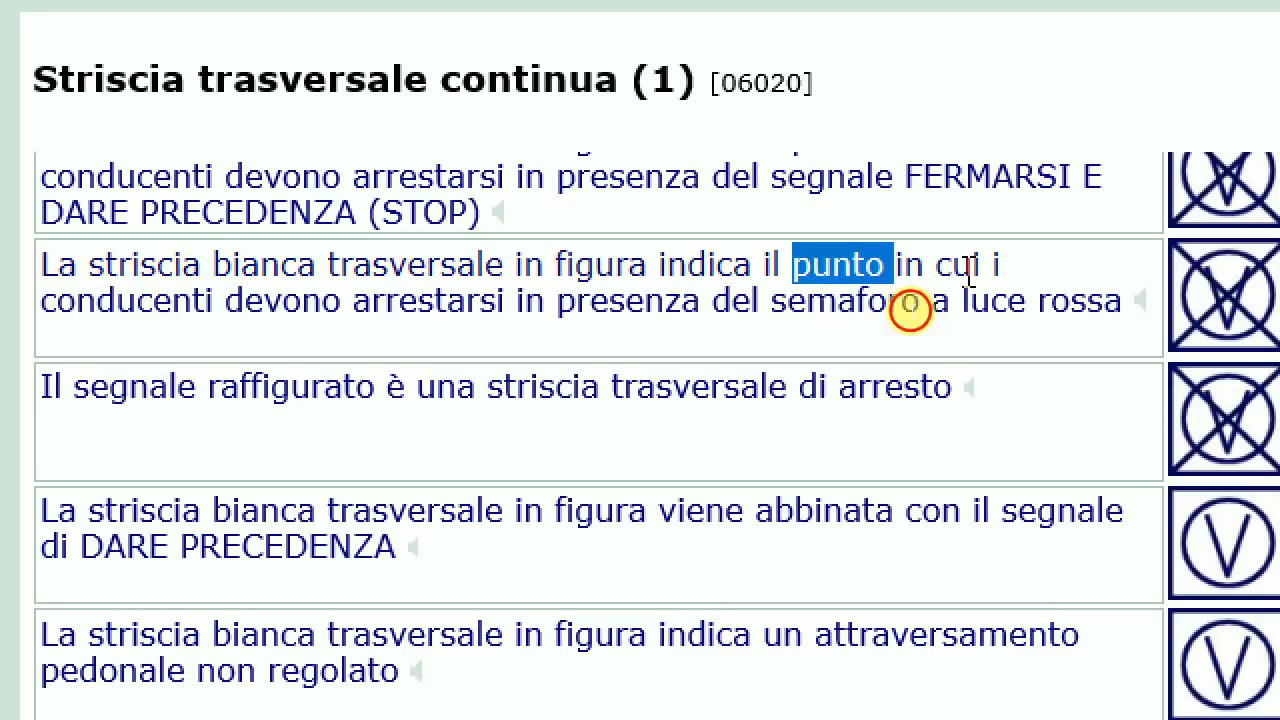 Striscia trasversale continua (1) [06020]
conducenti devono arrestarsi in presenza del segnale FERMARSI E
DARE PRECEDENZA (STOP)
La striscia bianca trasversale in figura indica il punto in cui i
conducenti devono arrestarsi in presenza del semaforo a luce rossa
Il segnale raffigurato è una striscia trasversale di arresto
La striscia bianca trasversale in figura viene abbinata con il segnale
di DARE PRECEDENZA
La striscia bianca trasversale in figura indica un attraversamento
pedonale non regolato
V
V
V
V
V